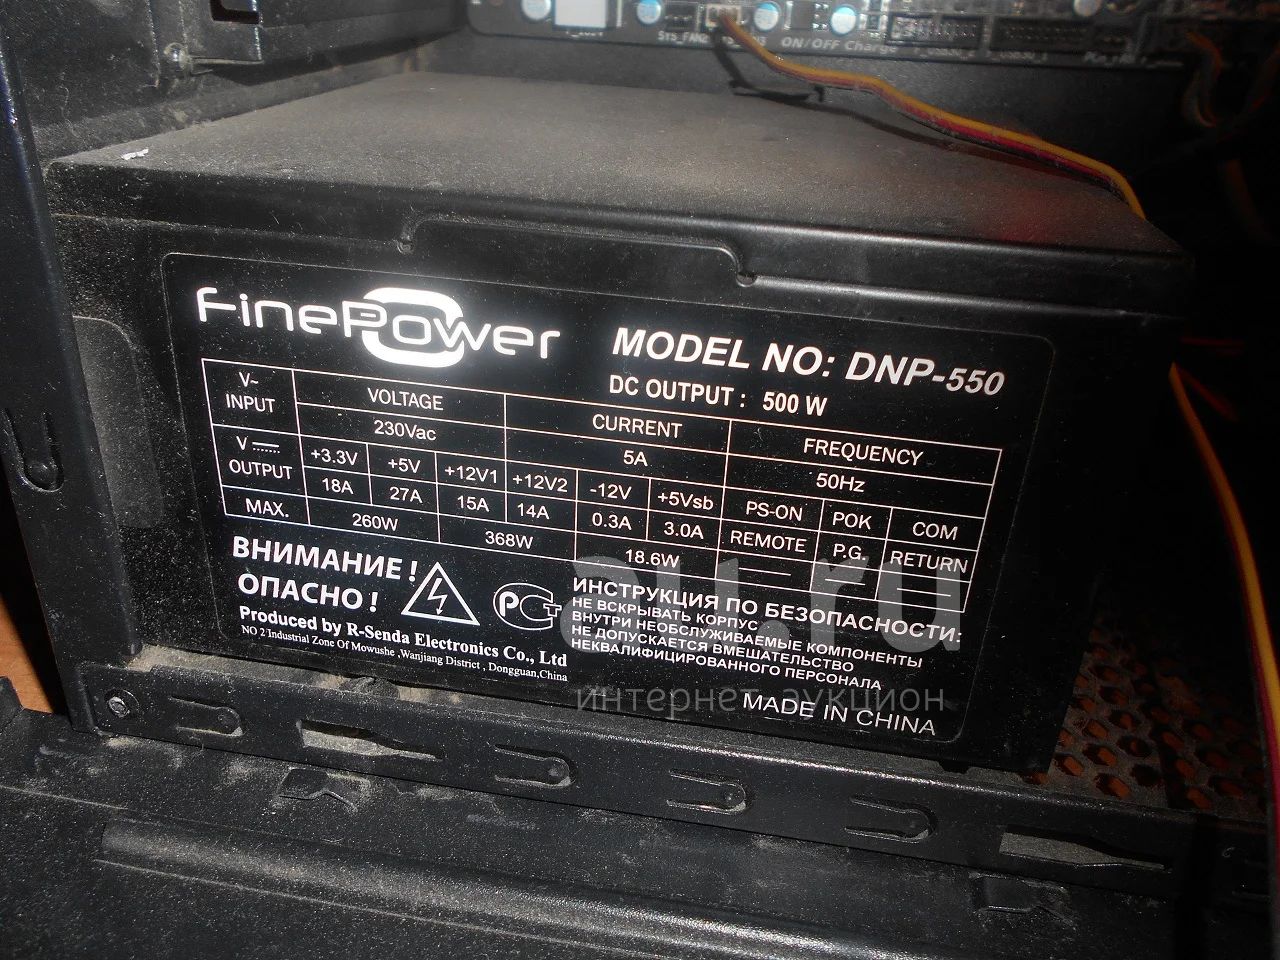 ON/OFF Charge
FinePower
MODEL NO: DNP-550
DC OUTPUT : 500 W
V~ INPUT VOLTAGE CURRENT FREQUENCY
230Vac 5A 50Hz
V OUTPUT +3.3V +5V +12V1 +12V2 -12V +5Vsb PS-ON POK COM
18A 27A 15A 14A 0.3A 3.0A REMOTE P.G. RETURN
MAX. 260W 368W 18.6W
ВНИМАНИЕ!
ОПАСНО!
РСТ
Produced by R-Senda Electronics Co., Ltd
NO 2 Industrial Zone Of Mowushe ,Wanjiang District , Dongguan,China
ИНСТРУКЦИЯ ПО БЕЗОПАСНОСТИ:
НЕ ВСКРЫВАТЬ КОРПУС
ВНУТРИ НЕОБСЛУЖИВАЕМЫЕ КОМПОНЕНТЫ
НЕ ДОПУСКАЕТСЯ ВМЕШАТЕЛЬСТВО
НЕКВАЛИФИЦИРОВАННОГО ПЕРСОНАЛА
MADE IN CHINA
au.ru
интернет аукцион